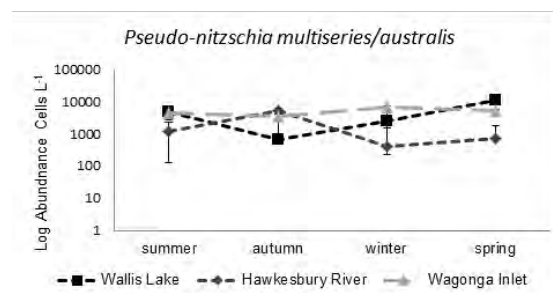 Pseudo-nitzschia multiseries/australis
Log Abundnance Cells L-1
100000
10000
1000
100
10
1
summer autumn winter spring
Wallis Lake Hawkesbury River Wagonga Inlet